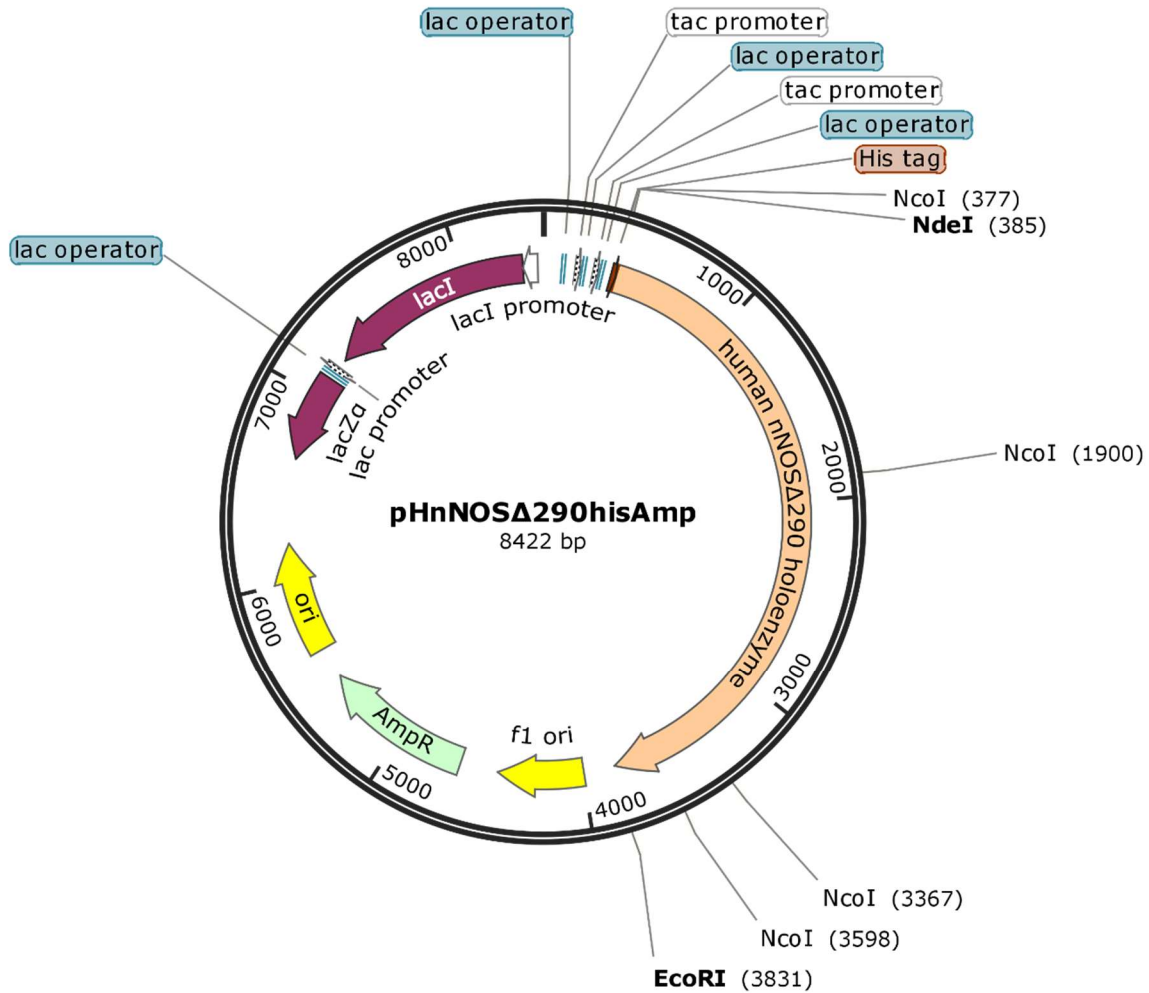 lac operator
tac promoter
lac operator
tac promoter
lac operator
His tag
NcoI (377)
NdeI (385)
lac operator
8000
1000
lacI
lacI promoter
7000
lacZα
lac promoter
human nNOSΔ290 holoenzyme
2000
NcoI (1900)
pHnNOSΔ290hisAmp
8422 bp
ori
6000
3000
AmpR
f1 ori
5000
4000
NcoI (3367)
NcoI (3598)
EcoRI (3831)